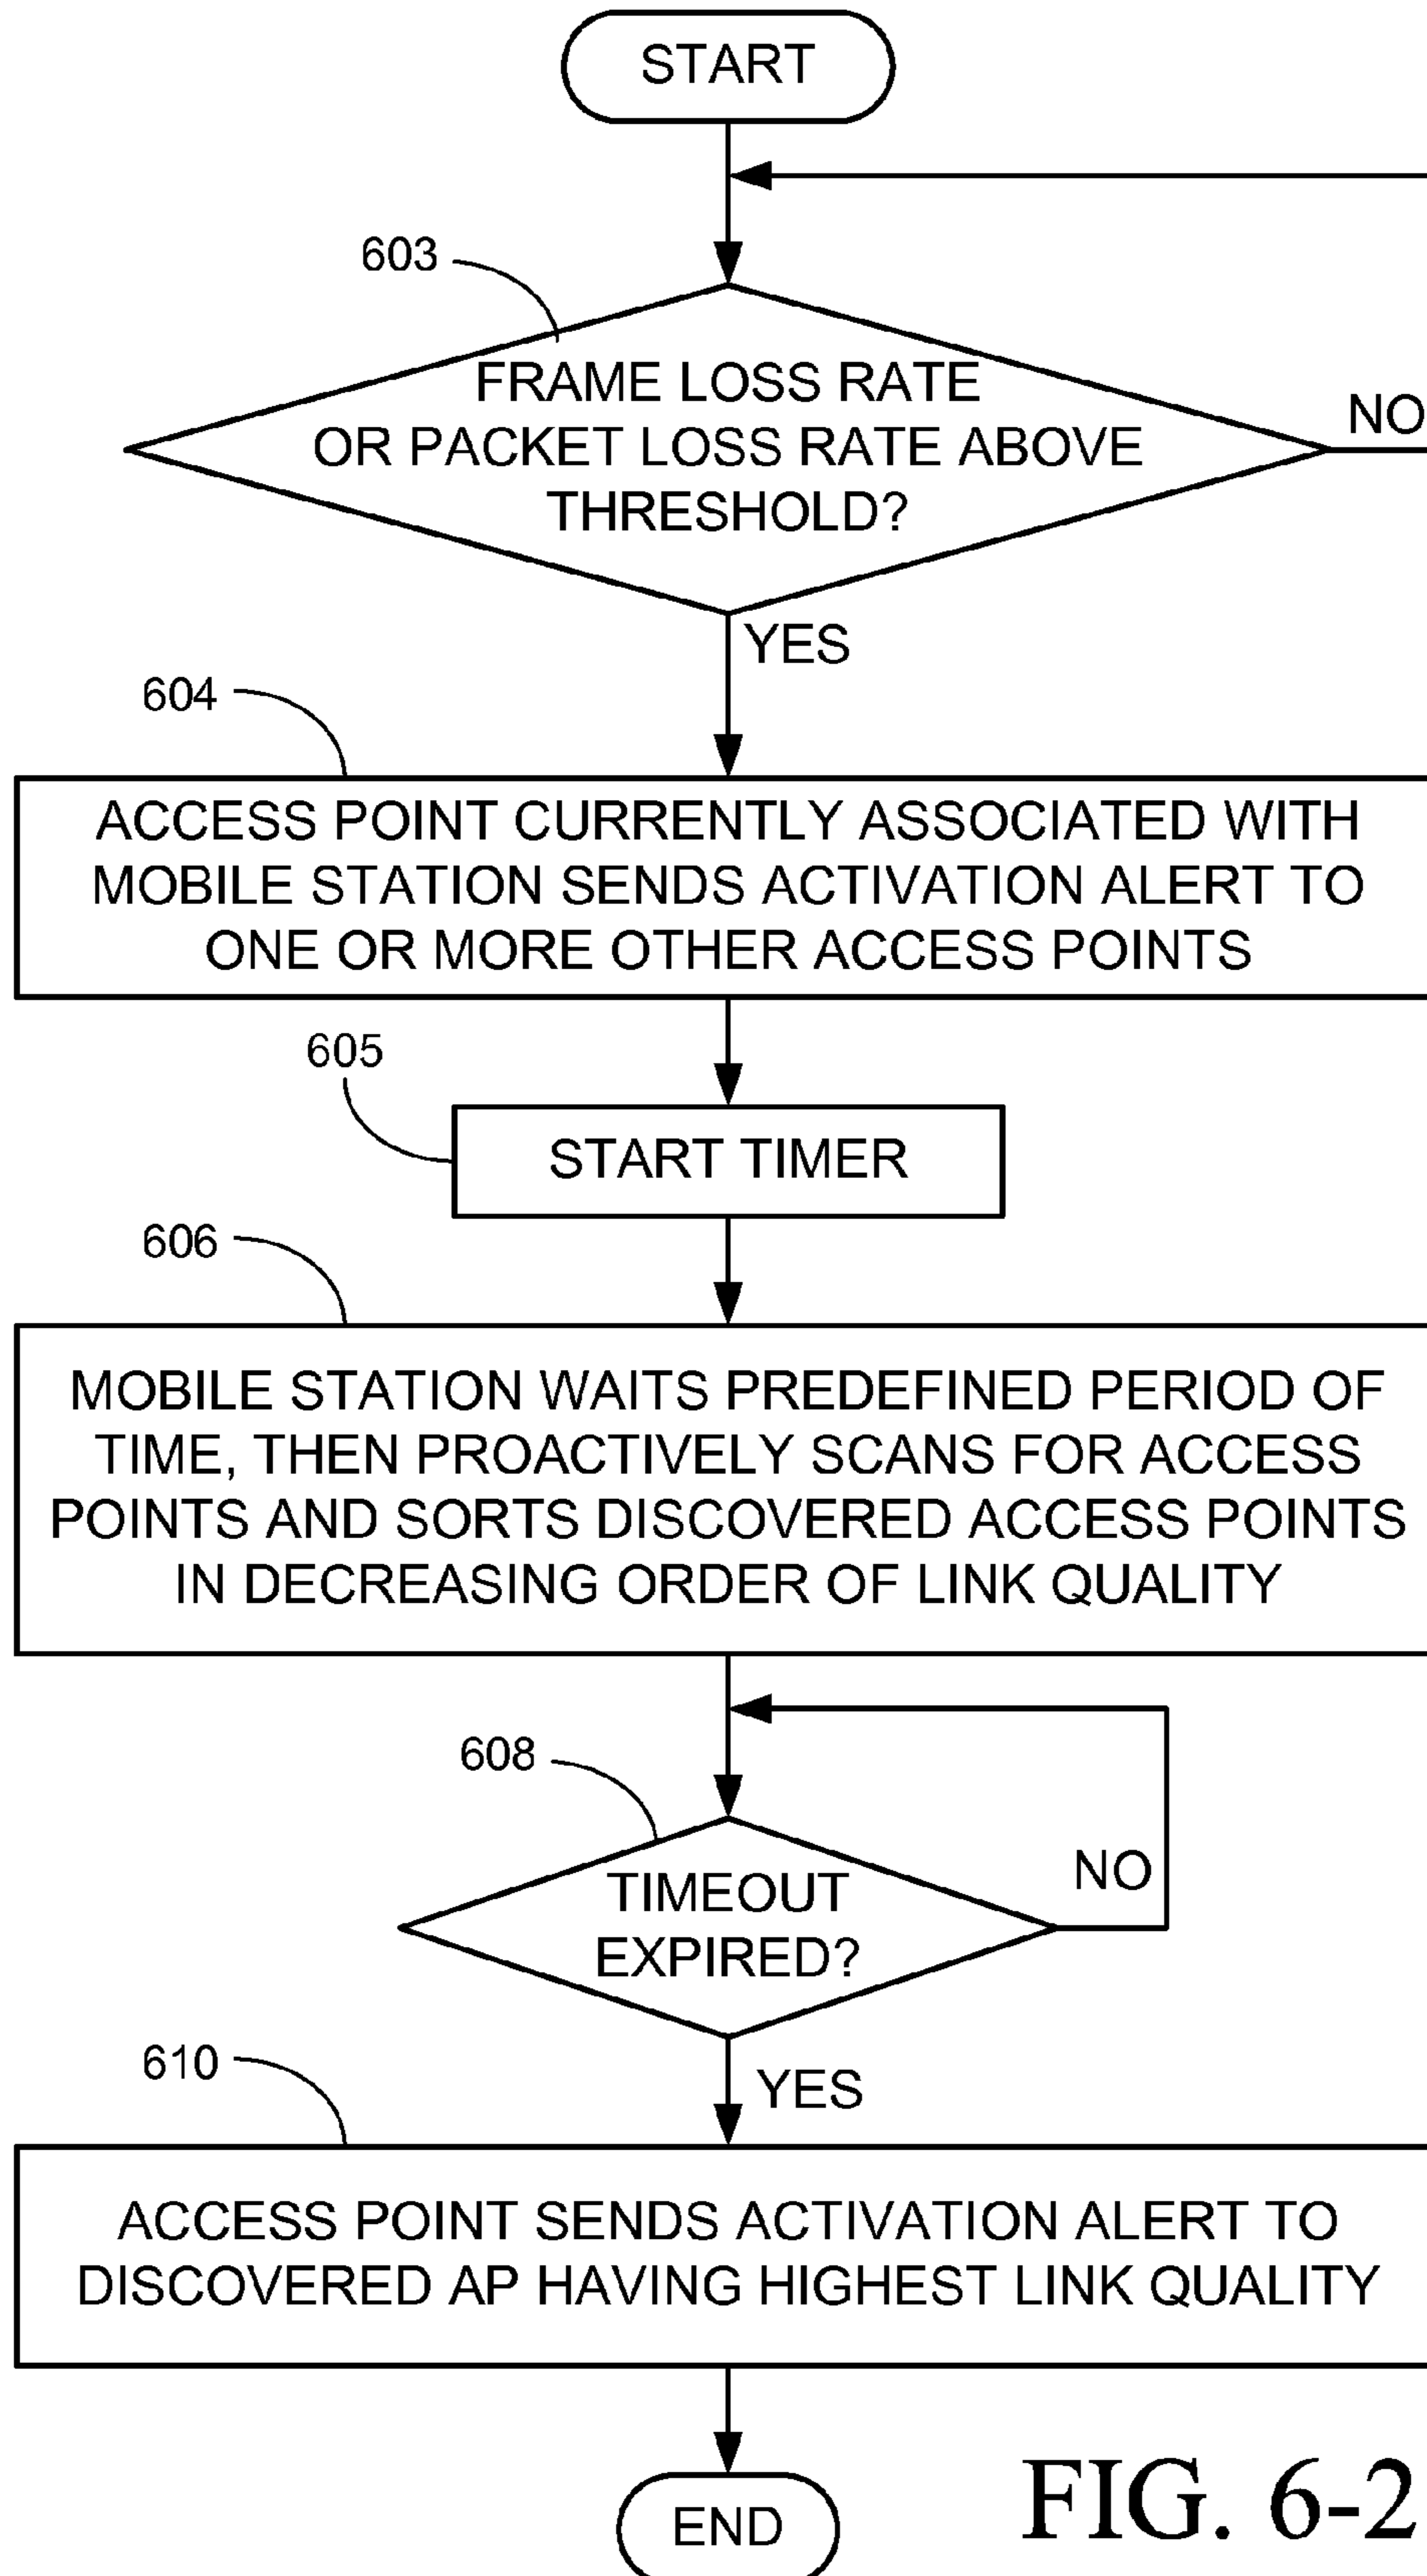 START
603
FRAME LOSS RATE
OR PACKET LOSS RATE ABOVE
THRESHOLD?
NO
YES
604
ACCESS POINT CURRENTLY ASSOCIATED WITH
MOBILE STATION SENDS ACTIVATION ALERT TO
ONE OR MORE OTHER ACCESS POINTS
605
START TIMER
606
MOBILE STATION WAITS PREDEFINED PERIOD OF
TIME, THEN PROACTIVELY SCANS FOR ACCESS
POINTS AND SORTS DISCOVERED ACCESS POINTS
IN DECREASING ORDER OF LINK QUALITY
608
TIMEOUT
EXPIRED?
NO
YES
610
ACCESS POINT SENDS ACTIVATION ALERT TO
DISCOVERED AP HAVING HIGHEST LINK QUALITY
END
FIG. 6-2